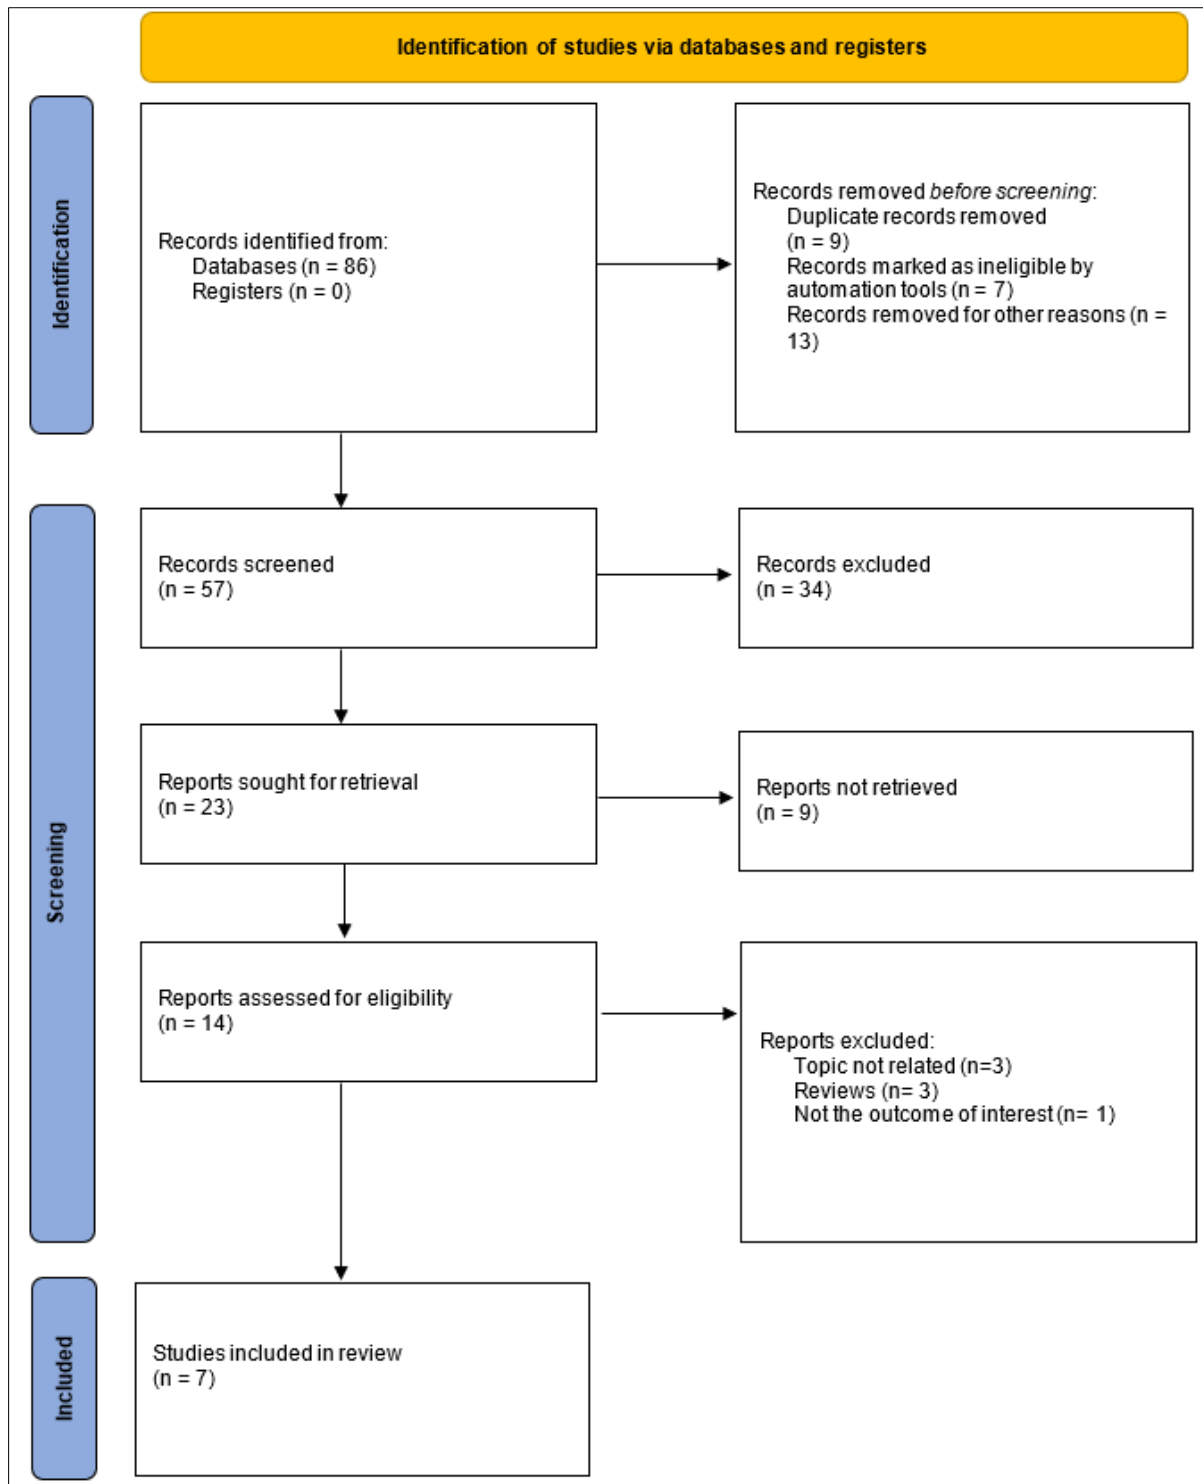 Identification of studies via databases and registers
Identification
Records identified from:
Databases (n = 86)
Registers (n = 0)
Records removed before screening:
Duplicate records removed
(n = 9)
Records marked as ineligible by
automation tools (n = 7)
Records removed for other reasons (n =
13)
Screening
Records screened
(n = 57)
Records excluded
(n = 34)
Reports sought for retrieval
(n = 23)
Reports not retrieved
(n = 9)
Reports assessed for eligibility
(n = 14)
Reports excluded:
Topic not related (n=3)
Reviews (n= 3)
Not the outcome of interest (n= 1)
Included
Studies included in review
(n = 7)